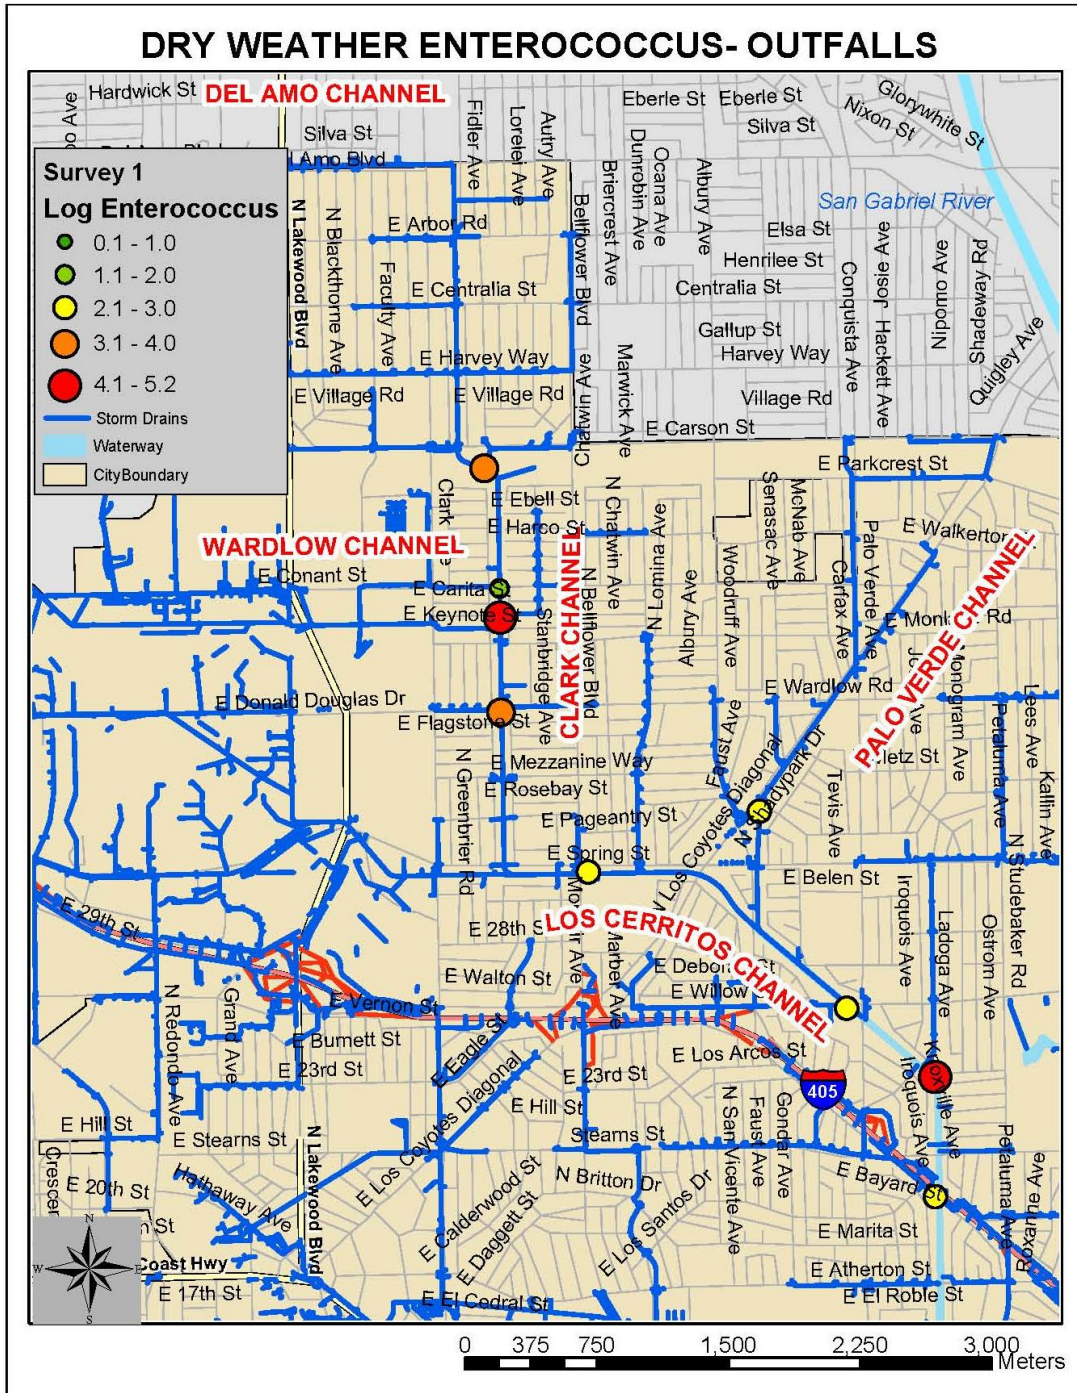 DRY WEATHER ENTEROCOCCUS- OUTFALLS
Hardwick St
DEL AMO CHANNEL
Eberle St
Eberle St
Glorywhite St
Nixon St
Silva St
Silva St
Amo Blvd
Fidler Ave
Lorelei Ave
Autry Ave
Briercrest Ave
Dunrobin Ave
Ocana Ave
Albury Ave
San Gabriel River
Survey 1
Log Enterococcus
0.1 - 1.0
1.1 - 2.0
2.1 - 3.0
3.1 - 4.0
4.1 - 5.2
Storm Drains
Waterway
CityBoundary
N Lakewood Blvd
N Blackthorne Ave
Faculty Ave
E Arbor Rd
Bellflower Blvd
Elsa St
Henrilee St
E Centralia St
Centralia St
Conquista Ave
Hackett Ave
Nipomo Ave
Shadeway Rd
Quigley Ave
Gallup St
E Harvey Way
Harvey Way
E Village Rd
E Village Rd
Village Rd
Chatwin Ave
Marwick Ave
E Carson St
E Parkcrest St
Clark
E Ebell St
E Harco St
N Chatwin Ave
N Lomina Ave
Senasac Ave
McNab Ave
Woodruff Ave
Carfax Ave
Palo Verde Ave
E Walkerton
WARDLOW CHANNEL
CLARK CHANNEL
PALO VERDE CHANNEL
E Conant St
E Carita
E Keynote St
Stanbridge Ave
N Bellflower Blvd
Albury Ave
E Monl
Rd
Monogram Ave
Ave
E Wardlow Rd
E Donald Douglas Dr
E Flagstone St
Faust Ave
Petaluma Ave
Lees Ave
Kallin Ave
E Mezzanine Way
E Rosebay St
N Greenbrier Rd
E Pageantry St
N Los Coyotes Diagonal
N Shadypark Dr
Tevis Ave
N Studebaker Rd
E Spring St
E Belen St
E 29th St
LOS CERRITOS CHANNEL
E 28th S
Marber Ave
Iroquois Ave
Ladoga Ave
Ostrom Ave
E Walton St
E Willow
N Redondo Ave
Grand Ave
E Vernon St
E Burnett St
E 23rd St
E Eagle St
E Los Arcos St
E 23rd St
405
Iroquois Ave
Knoxville Ave
E Hill St
E Stearns St
N Lakewood Blvd
E Los Coyotes Diagonal
E Hill St
Stearns St
N San Vicente Ave
Faust Ave
Gondar Ave
E Bayard St
Petaluma Ave
Roxanne Ave
Crescen
E 20th St
Hathaway Ave
E Calderwood St
E Daggett St
N Britton Dr
E Los Santos Dr
E Marita St
n St
Coast Hwy
E 17th St
E El Cedral St
E Atherton St
E El Roble St
N
W
E
S
0 375 750 1,500 2,250 3,000
Meters